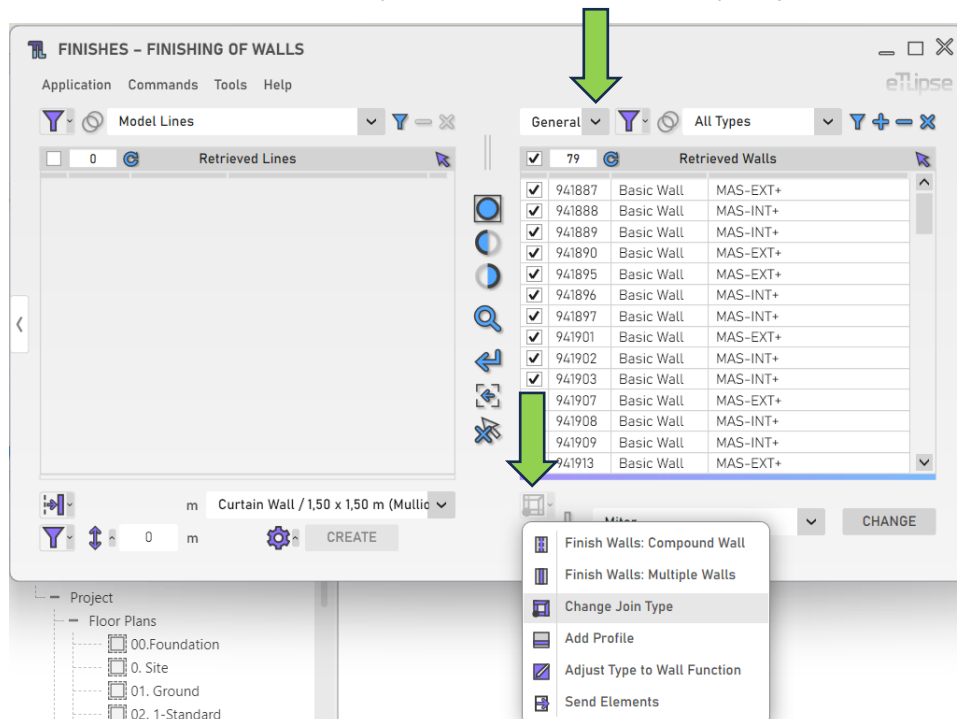 FINISHES – FINISHING OF WALLS
Application Commands Tools Help
eTLipse
Model Lines
General All Types
0 Retrieved Lines
79 Retrieved Walls
941887 Basic Wall MAS-EXT+
941888 Basic Wall MAS-INT+
941889 Basic Wall MAS-INT+
941890 Basic Wall MAS-EXT+
941895 Basic Wall MAS-EXT+
941896 Basic Wall MAS-INT+
941897 Basic Wall MAS-INT+
941901 Basic Wall MAS-EXT+
941902 Basic Wall MAS-INT+
941903 Basic Wall MAS-INT+
941907 Basic Wall MAS-EXT+
941908 Basic Wall MAS-INT+
941909 Basic Wall MAS-INT+
941913 Basic Wall MAS-EXT+
m Curtain Wall / 1,50 x 1,50 m (Mullio
0 m CREATE
Miter CHANGE
Finish Walls: Compound Wall
Finish Walls: Multiple Walls
Change Join Type
Add Profile
Adjust Type to Wall Function
Send Elements
Project
Floor Plans
00.Foundation
0. Site
01. Ground
02. 1-Standard